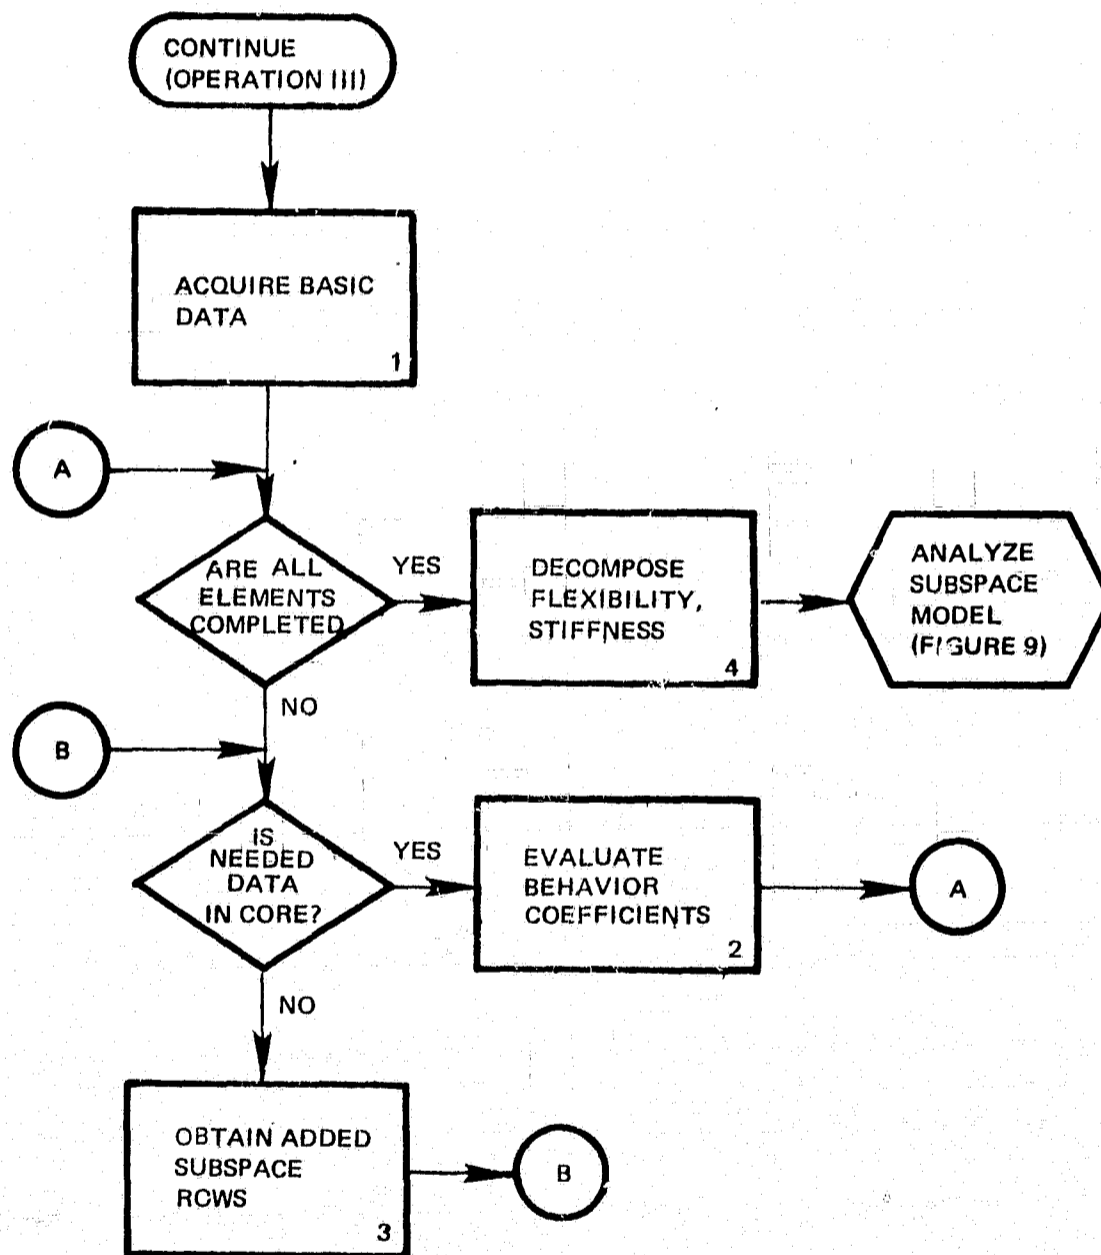 CONTINUE
(OPERATION III)
ACQUIRE BASIC
DATA
1
A
ARE ALL
ELEMENTS
COMPLETED
YES
DECOMPOSE
FLEXIBILITY,
STIFFNESS
4
ANALYZE
SUBSPACE
MODEL
(FIGURE 9)
NO
B
IS
NEEDED
DATA
IN CORE?
YES
EVALUATE
BEHAVIOR
COEFFICIENTS
2
A
NO
OBTAIN ADDED
SUBSPACE
ROWS
3
B